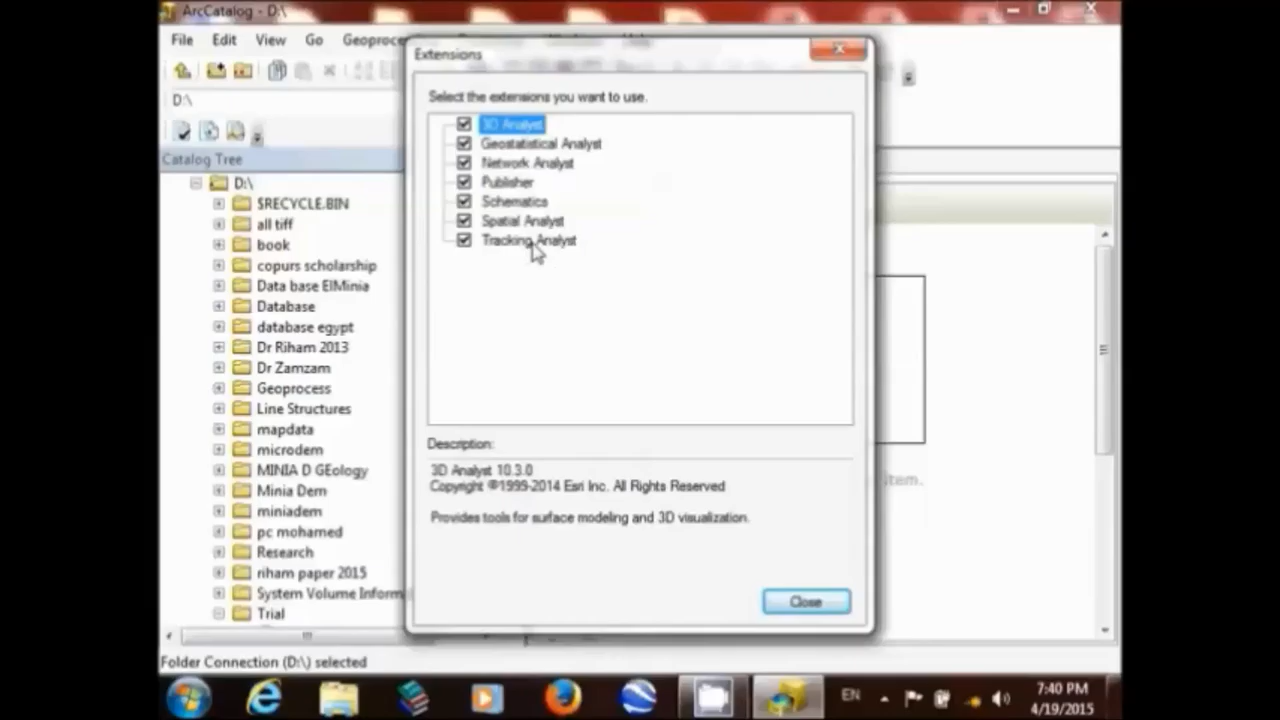 ArcCatalog - D:\
File Edit View Go
Extensions
Select the extensions you want to use.
D:\
3D Analyst
Geostatistical Analyst
Network Analyst
Publisher
Schematics
Spatial Analyst
Tracking Analyst
Catalog Tree
D:\
$RECYCLE.BIN
all tiff
book
copurs scholarship
Data base ElMinia
Database
database egypt
Dr Riham 2013
Dr Zamzam
Geoprocess
Line Structures
mapdata
microdem
MINIA D GEology
Minia Dem
miniadem
pc mohamed
Research
riham paper 2015
System Volume Inform
Trial
Description:
3D Analyst 10.3.0
Copyright ©1999-2014 Esri Inc. All Rights Reserved
Provides tools for surface modeling and 3D visualization.
item.
Close
Folder Connection (D:\) selected
EN
7:40 PM
4/19/2015